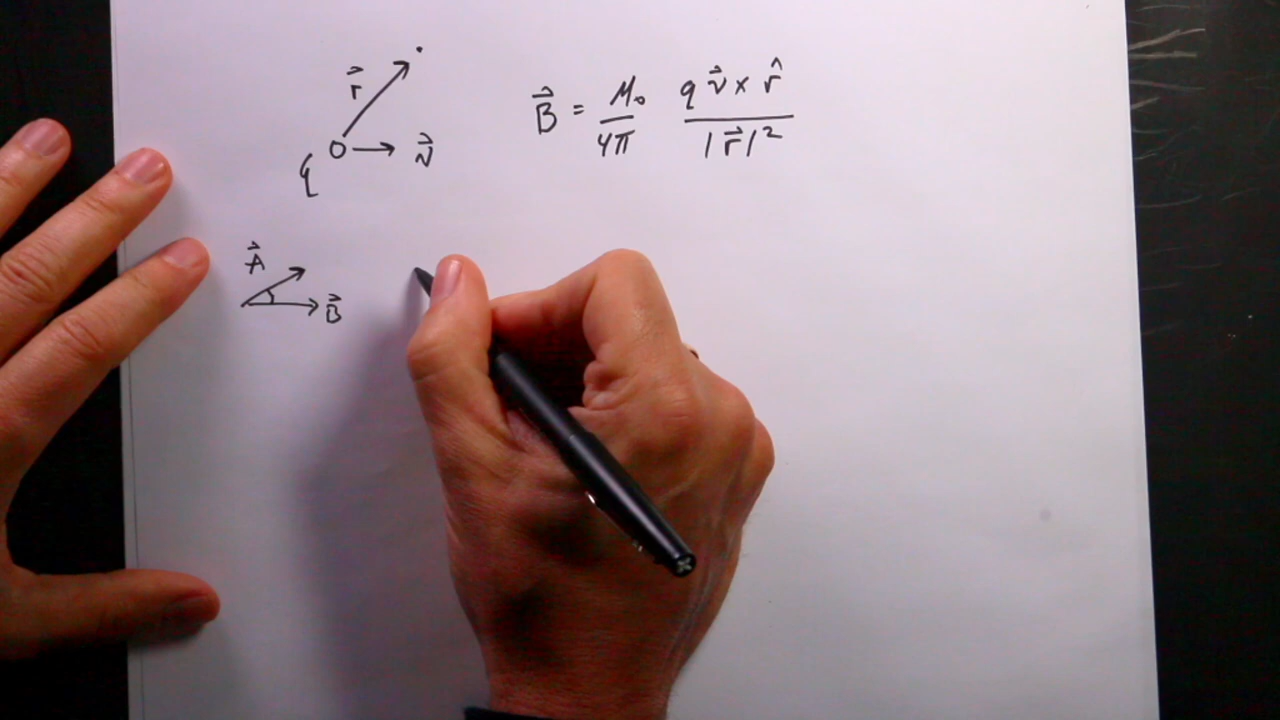 r⃗
q v⃗
B⃗ = μ₀/4π q v⃗ × r̂/|r⃗|²
A⃗
B⃗